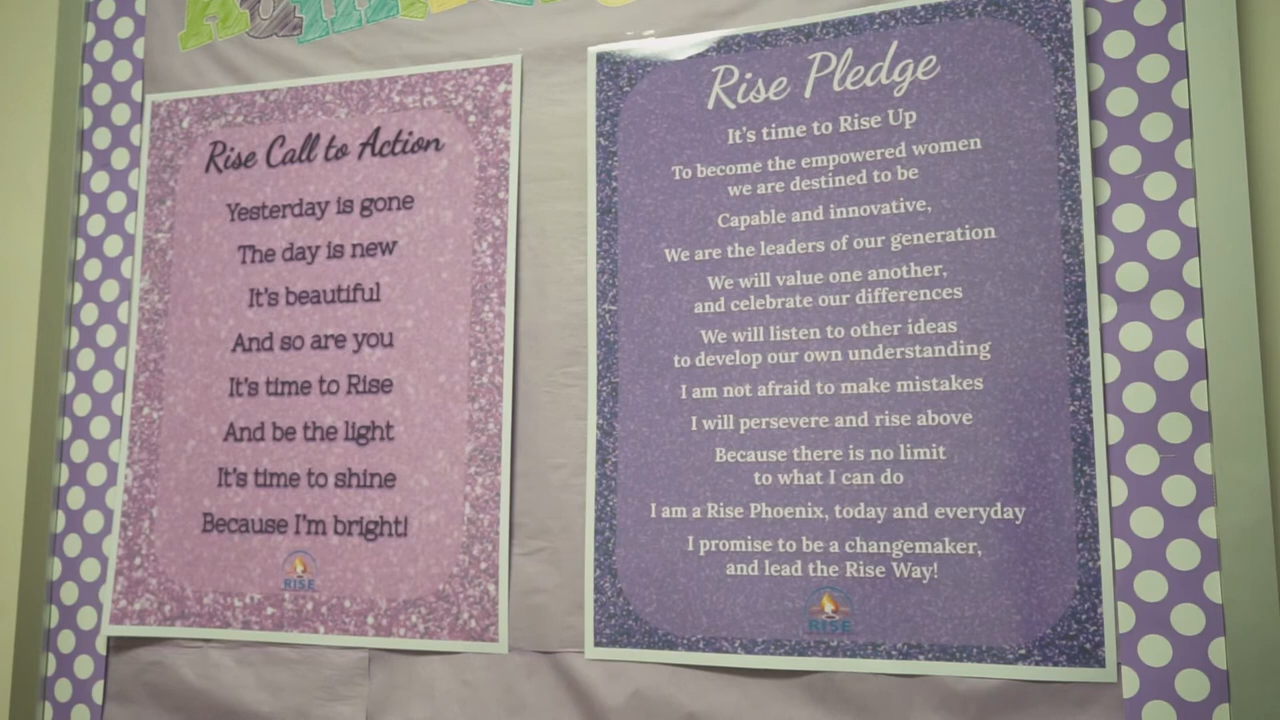 Rise Call to Action
Yesterday is gone
The day is new
It's beautiful
And so are you
It's time to Rise
And be the light
It's time to shine
Because I'm bright!
RISE
Rise Pledge
It's time to Rise Up
To become the empowered women
we are destined to be
Capable and innovative,
We are the leaders of our generation
We will value one another,
and celebrate our differences
We will listen to other ideas
to develop our own understanding
I am not afraid to make mistakes
I will persevere and rise above
Because there is no limit
to what I can do
I am a Rise Phoenix, today and everyday
I promise to be a changemaker,
and lead the Rise Way!
RISE